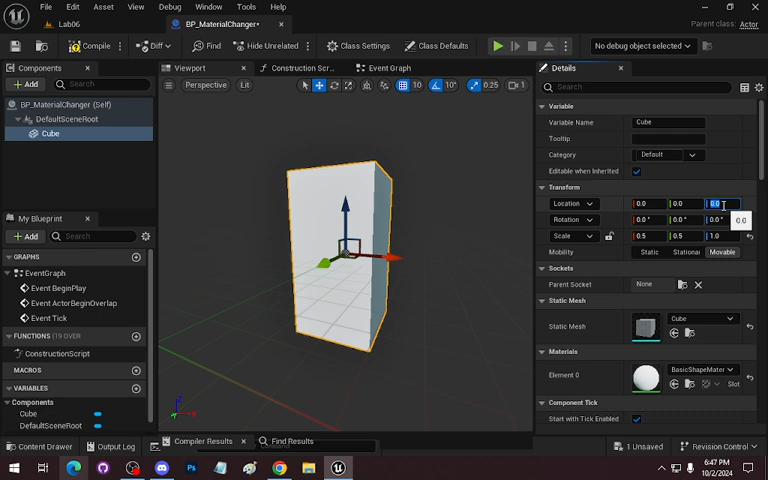 File Edit Asset View Debug Window Tools Help
Lab06
BP_MaterialChanger*
Parent class: Actor
Compile
Diff
Find
Hide Unrelated
Class Settings
Class Defaults
No debug object selected
Components
Add
Search
BP_MaterialChanger (Self)
DefaultSceneRoot
Cube
My Blueprint
Add
Search
GRAPHS
EventGraph
Event BeginPlay
Event ActorBeginOverlap
Event Tick
FUNCTIONS (19 OVER
ConstructionScript
MACROS
VARIABLES
Components
Cube
DefaultSceneRoot
Viewport
Construction Scr...
Event Graph
Perspective
Lit
10
10°
0.25
1
Details
Search
Variable
Variable Name Cube
Tooltip
Category Default
Editable when Inherited
Transform
Location 0.0 0.0 0.0
Rotation 0.0 ° 0.0 ° 0.0 °
0.0
Scale 0.5 0.5 1.0
Mobility Static Stationar Movable
Sockets
Parent Socket None
Static Mesh
Static Mesh Cube
Materials
Element 0 BasicShapeMater
Slot
Component Tick
Start with Tick Enabled
Content Drawer
Output Log
Compiler Results
Find Results
1 Unsaved
Revision Control
6:47 PM
10/2/2024